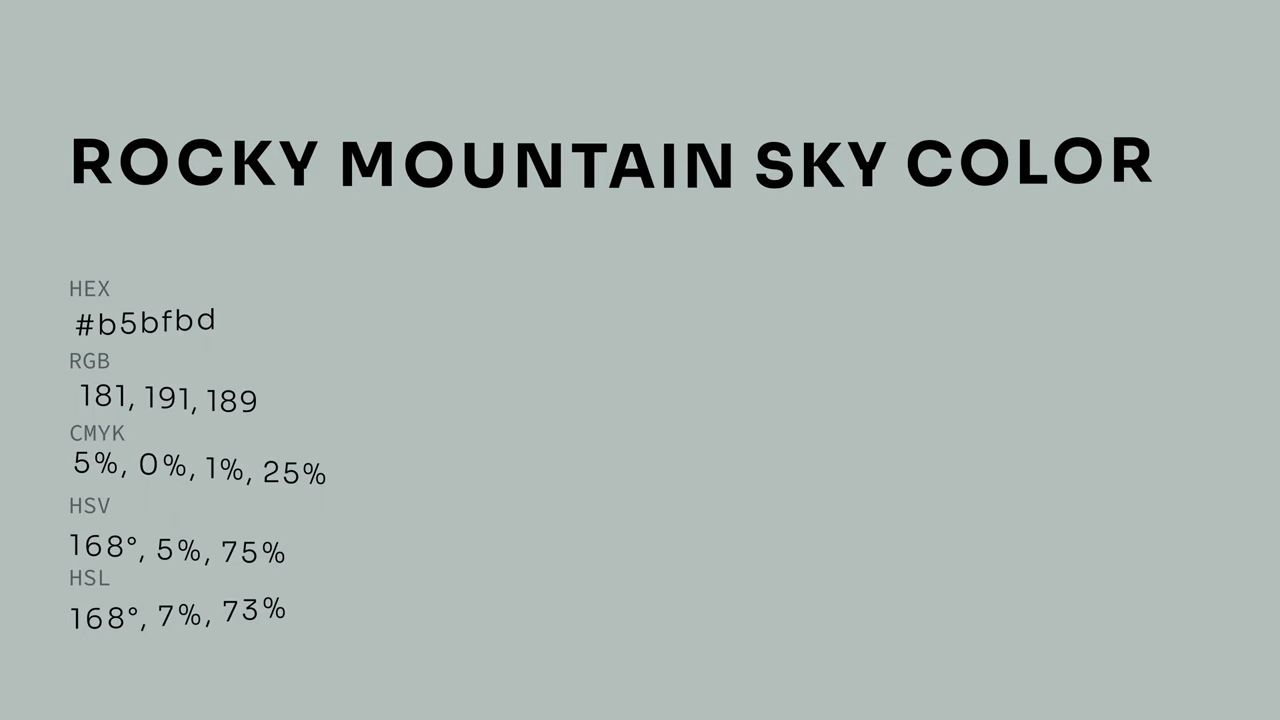 ROCKY MOUNTAIN SKY COLOR
HEX
#b5bfbd
RGB
181, 191, 189
CMYK
5%, 0%, 1%, 25%
HSV
168°, 5%, 75%
HSL
168°, 7%, 73%